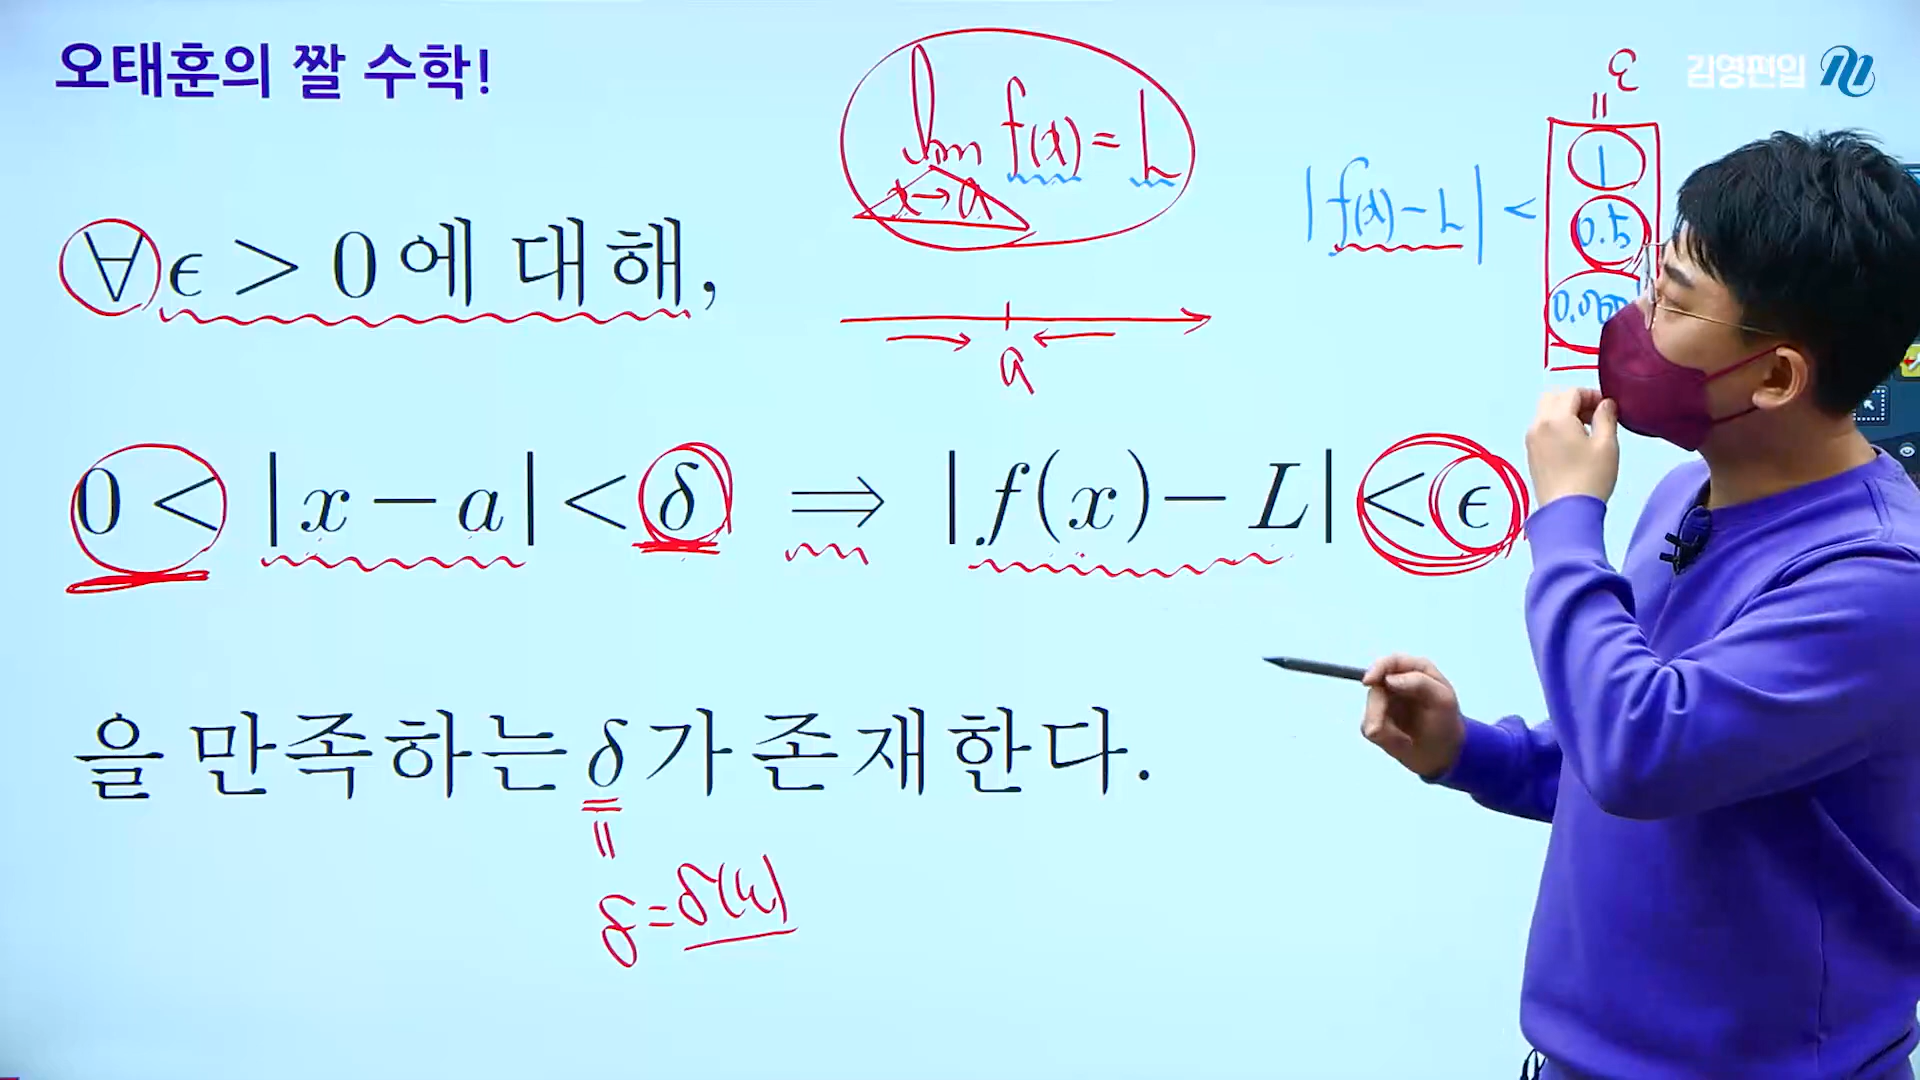 오태훈의 짤 수학!
김영편입
lim f(x) = L
x→a
ε
=
|f(x)-L| < 1
0.5
∀ϵ > 0에 대해,
a
0 < |x-a| < δ ⇒ |f(x)-L| < ϵ
을 만족하는 δ가 존재한다.
=
δ = δ(ε)